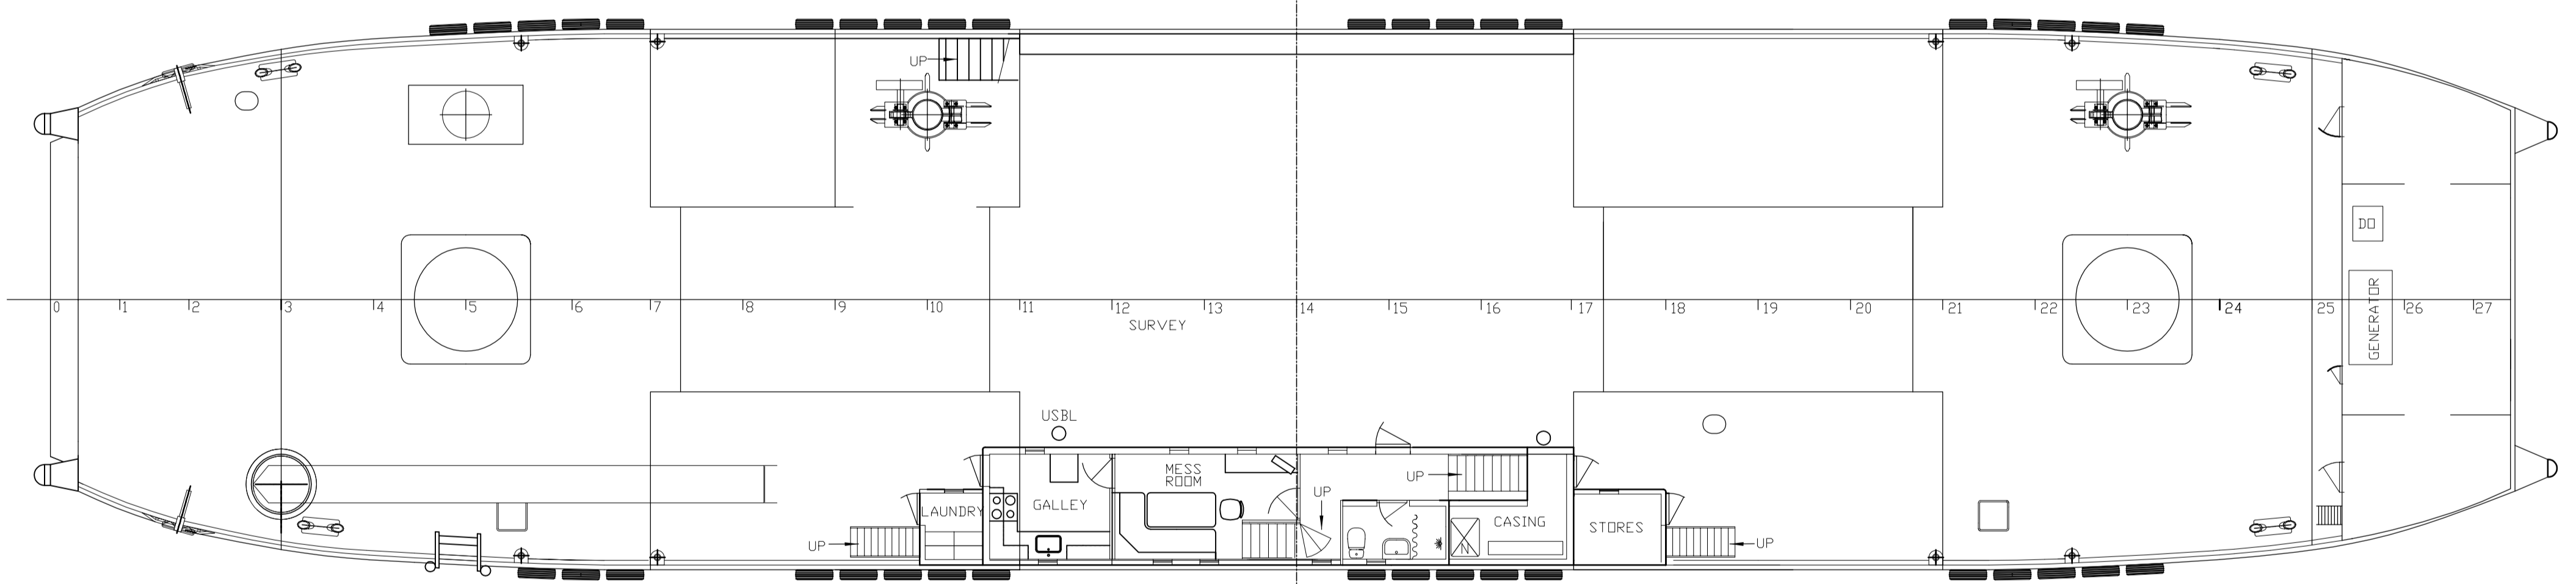 UP
DO
0 1 2 3 4 5 6 7 8 9 10 11 12 13 14 15 16 17 18 19 20 21 22 23 24 25 26 27
GENERATOR
SURVEY
USBL
MESS
ROOM
UP
UP
GALLEY
LAUNDRY
CASING
STORES
UP
UP
N